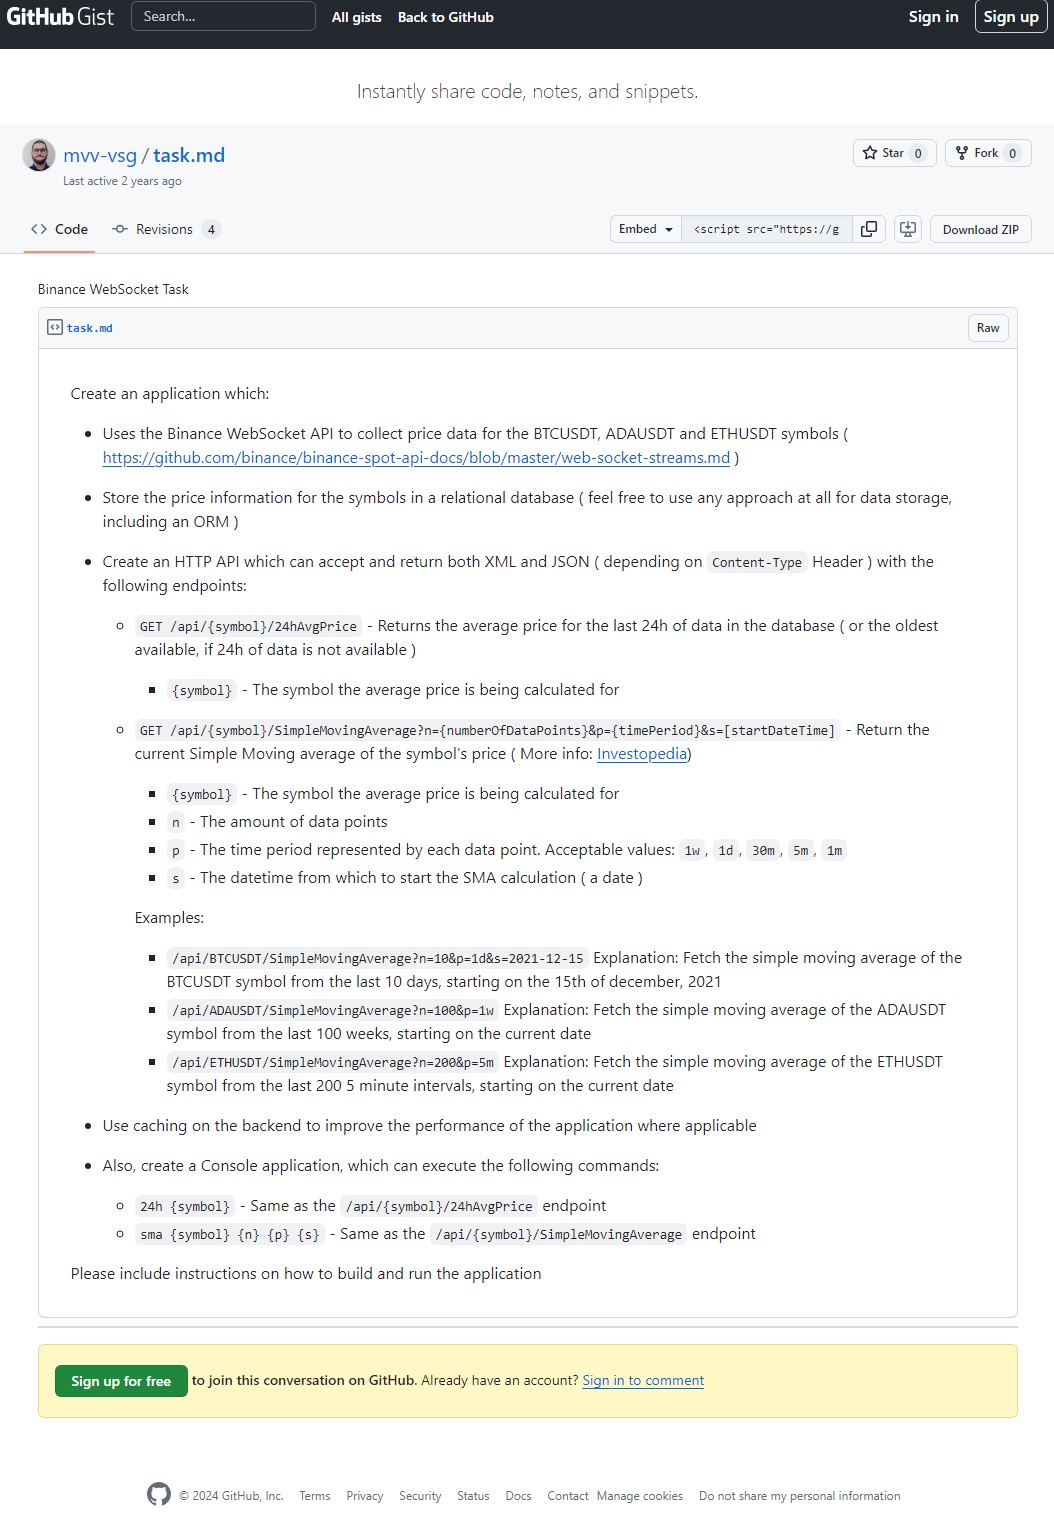 GitHub Gist Search... All gists Back to GitHub Sign in Sign up
Instantly share code, notes, and snippets.
mvv-vsg / task.md Star 0 Fork 0
Last active 2 years ago
Code Revisions 4 Embed <script src="https://g Download ZIP
Binance WebSocket Task
task.md Raw
Create an application which:
Uses the Binance WebSocket API to collect price data for the BTCUSDT, ADAUSDT and ETHUSDT symbols (
https://github.com/binance/binance-spot-api-docs/blob/master/web-socket-streams.md )
Store the price information for the symbols in a relational database ( feel free to use any approach at all for data storage,
including an ORM )
Create an HTTP API which can accept and return both XML and JSON ( depending on Content-Type Header ) with the
following endpoints:
GET /api/{symbol}/24hAvgPrice - Returns the average price for the last 24h of data in the database ( or the oldest
available, if 24h of data is not available )
{symbol} - The symbol the average price is being calculated for
GET /api/{symbol}/SimpleMovingAverage?n={numberOfDataPoints}&p={timePeriod}&s=[startDateTime] - Return the
current Simple Moving average of the symbol's price ( More info: Investopedia)
{symbol} - The symbol the average price is being calculated for
n - The amount of data points
p - The time period represented by each data point. Acceptable values: 1w, 1d, 30m, 5m, 1m
s - The datetime from which to start the SMA calculation ( a date )
Examples:
/api/BTCUSDT/SimpleMovingAverage?n=10&p=1d&s=2021-12-15 Explanation: Fetch the simple moving average of the
BTCUSDT symbol from the last 10 days, starting on the 15th of december, 2021
/api/ADAUSDT/SimpleMovingAverage?n=100&p=1w Explanation: Fetch the simple moving average of the ADAUSDT
symbol from the last 100 weeks, starting on the current date
/api/ETHUSDT/SimpleMovingAverage?n=200&p=5m Explanation: Fetch the simple moving average of the ETHUSDT
symbol from the last 200 5 minute intervals, starting on the current date
Use caching on the backend to improve the performance of the application where applicable
Also, create a Console application, which can execute the following commands:
24h {symbol} - Same as the /api/{symbol}/24hAvgPrice endpoint
sma {symbol} {n} {p} {s} - Same as the /api/{symbol}/SimpleMovingAverage endpoint
Please include instructions on how to build and run the application
Sign up for free to join this conversation on GitHub. Already have an account? Sign in to comment
© 2024 GitHub, Inc. Terms Privacy Security Status Docs Contact Manage cookies Do not share my personal information